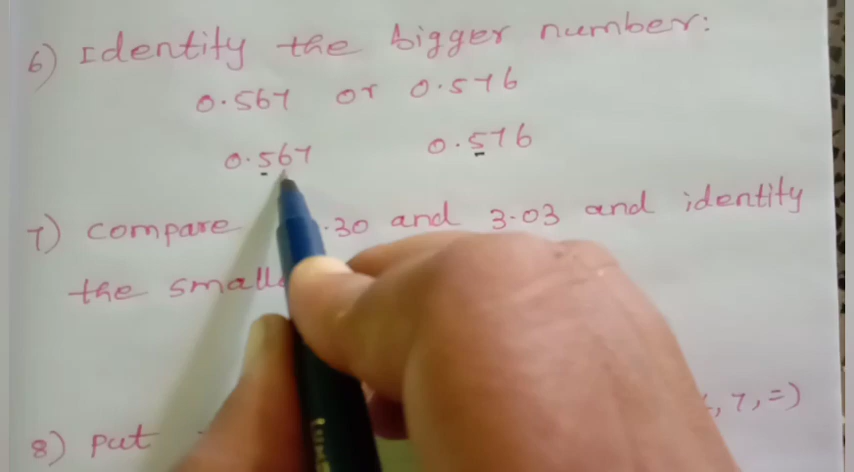 6) Identify the bigger number:
0.567 or 0.576
0.567 0.576
7) compare .30 and 3.03 and identify
the small
8) put
, >, =)